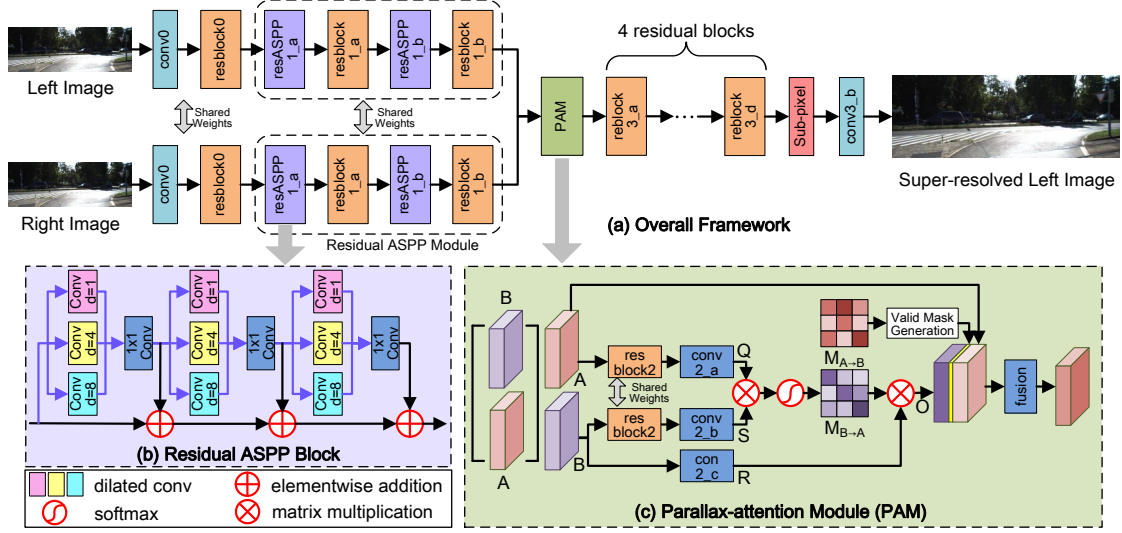 conv0
resblock0
resASPP
1_a
resblock
1_a
resASPP
1_b
resblock
1_b
Left Image
Shared
Weights
Shared
Weights
conv0
resblock0
resASPP
1_a
resblock
1_a
resASPP
1_b
resblock
1_b
Right Image
Residual ASPP Module
PAM
4 residual blocks
reblock
3_a
reblock
3_d
Sub-pixel
conv3_b
Super-resolved Left Image
(a) Overall Framework
Conv
d=1
Conv
d=4
Conv
d=8
1x1
Conv
Conv
d=1
Conv
d=4
Conv
d=8
1x1
Conv
Conv
d=1
Conv
d=4
Conv
d=8
1x1
Conv
(b) Residual ASPP Block
dilated conv
elementwise addition
softmax
matrix multiplication
B
A
A
B
res
block2
conv
2_a
Q
Shared
Weights
res
block2
conv
2_b
S
con
2_c
R
M A→B
Valid Mask
Generation
M B→A
O
fusion
(c) Parallax-attention Module (PAM)